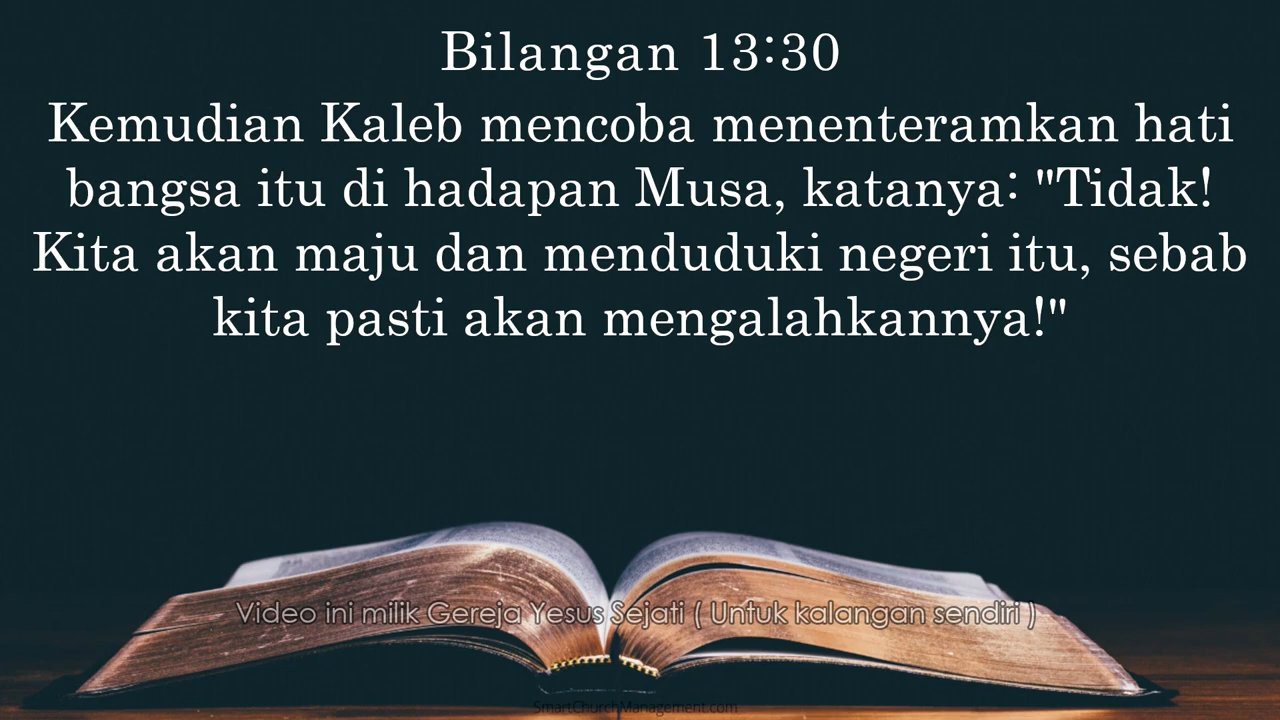 Bilangan 13:30
Kemudian Kaleb mencoba menenteramkan hati
bangsa itu di hadapan Musa, katanya: "Tidak!
Kita akan maju dan menduduki negeri itu, sebab
kita pasti akan mengalahkannya!"
Video ini milik Gereja Yesus Sejati ( Untuk kalangan sendiri )
SmartChurchManagement.com